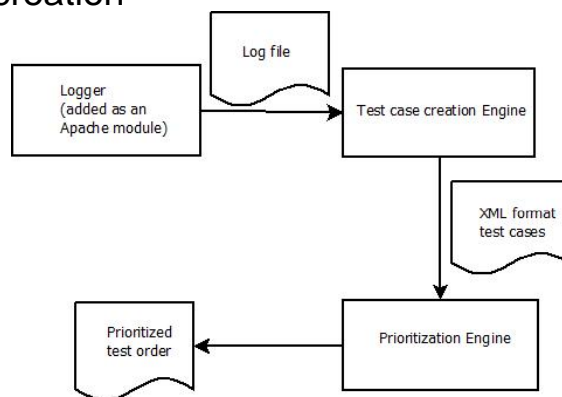 creation
Log file
Logger
(added as an
Apache module)
Test case creation Engine
XML format
test cases
Prioritized
test order
Prioritization Engine